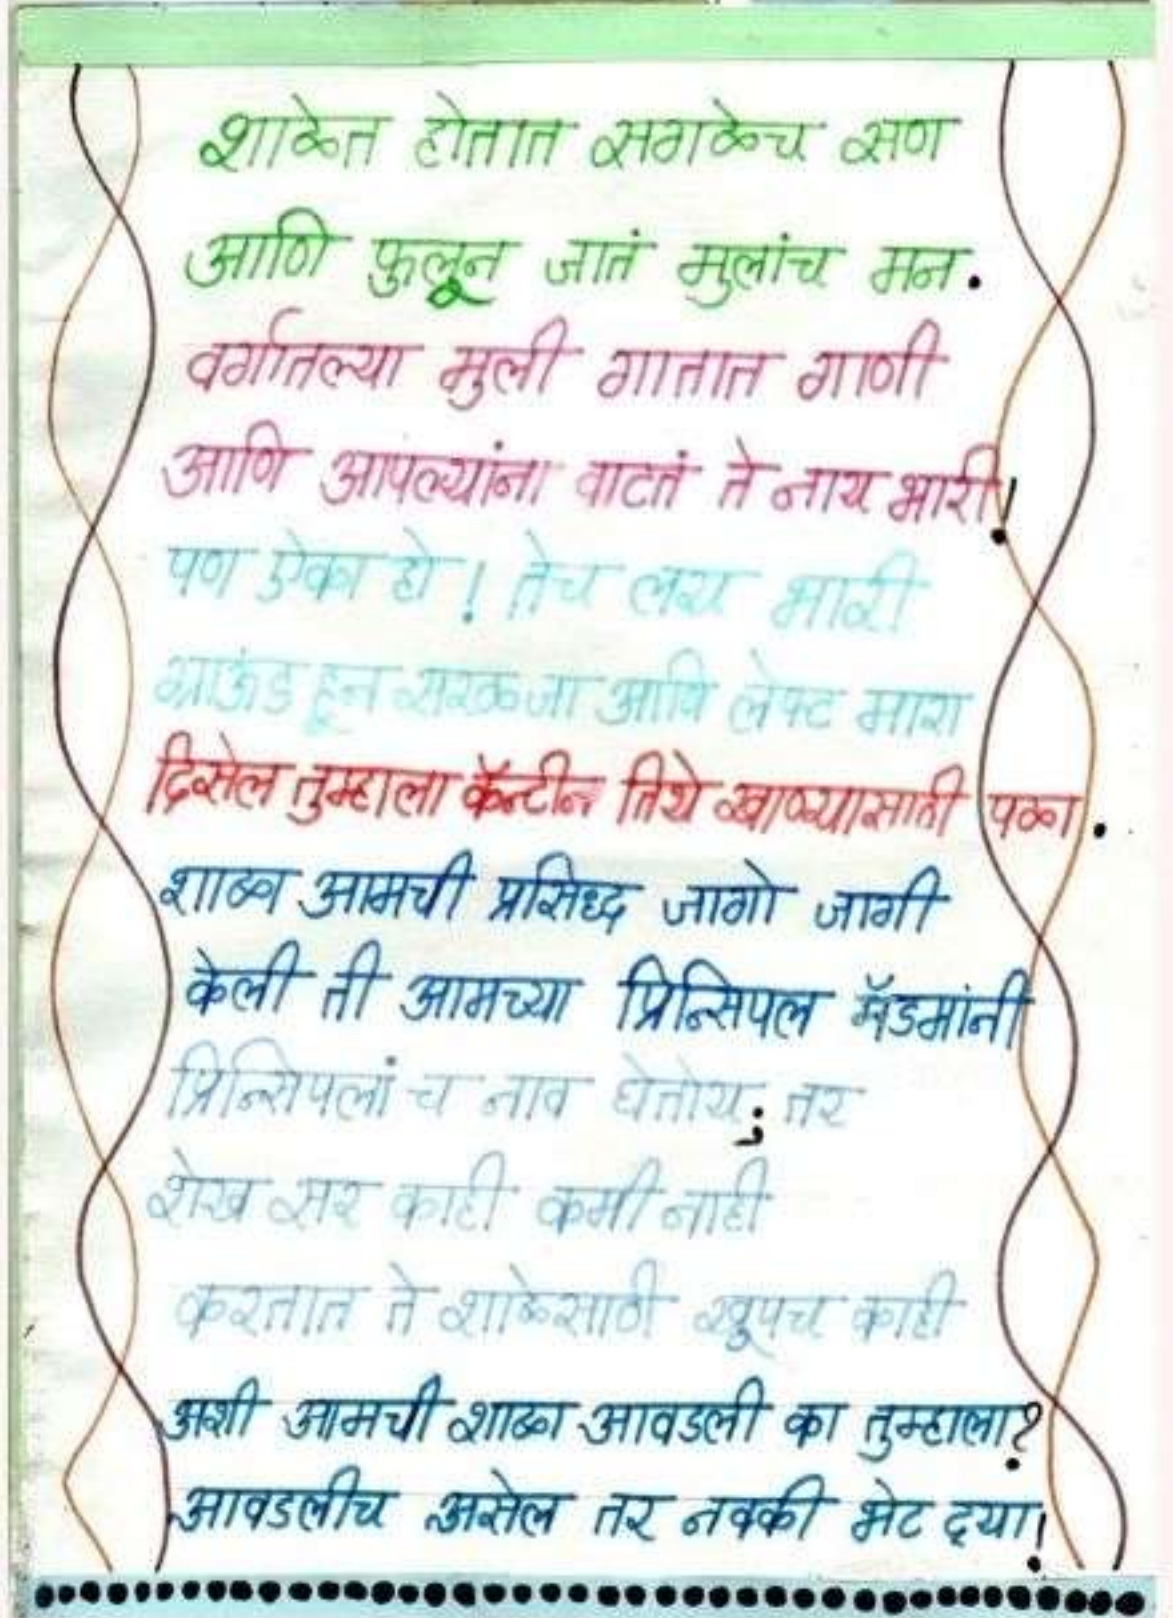 शाळेत होतात सगळेच सण
आणि फुलून जातं मुलांच मन.
वर्गातल्या मुली गातात गाणी
आणि आपल्यांना वाटतं ते नाय भारी!
पण ऐका हो! तेच लय भारी
ग्राऊंड हून सरळ जा आणि लेफ्ट मारा
दिसेल तुम्हाला कॅन्टीन तिथे खाण्यासाठी पळा.
शाळा आमची प्रसिध्द जागो जागी
केली ती आमच्या प्रिन्सिपल मॅडमांनी
प्रिन्सिपलां च नाव घेतोय; तर
शेख सर काही कमी नाही
करतात ते शाळेसाठी खूपच काही
अशी आमची शाळा आवडली का तुम्हाला?
आवडलीच असेल तर नक्की भेट द्या!